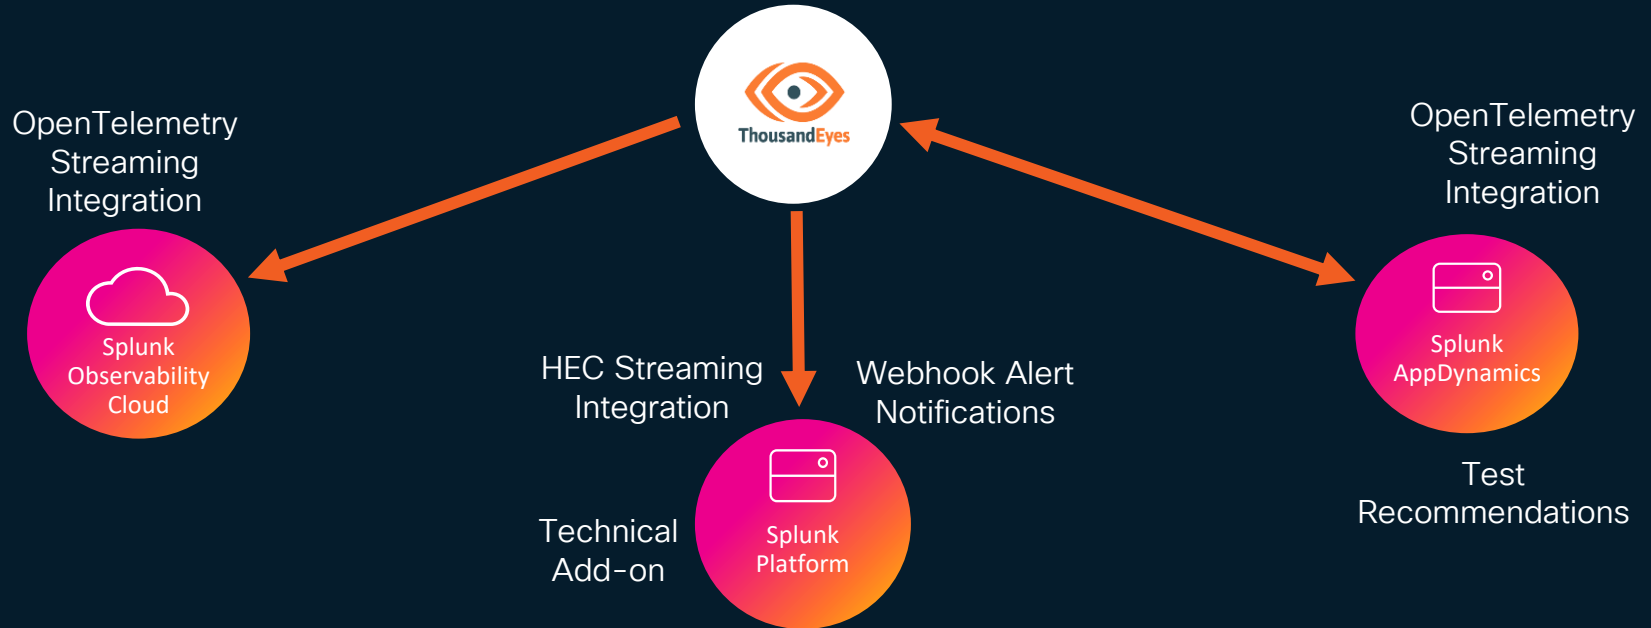 ThousandEyes
OpenTelemetry
Streaming
Integration
Splunk
Observability
Cloud
HEC Streaming
Integration
Webhook Alert
Notifications
Technical
Add-on
Splunk
Platform
OpenTelemetry
Streaming
Integration
Splunk
AppDynamics
Test
Recommendations